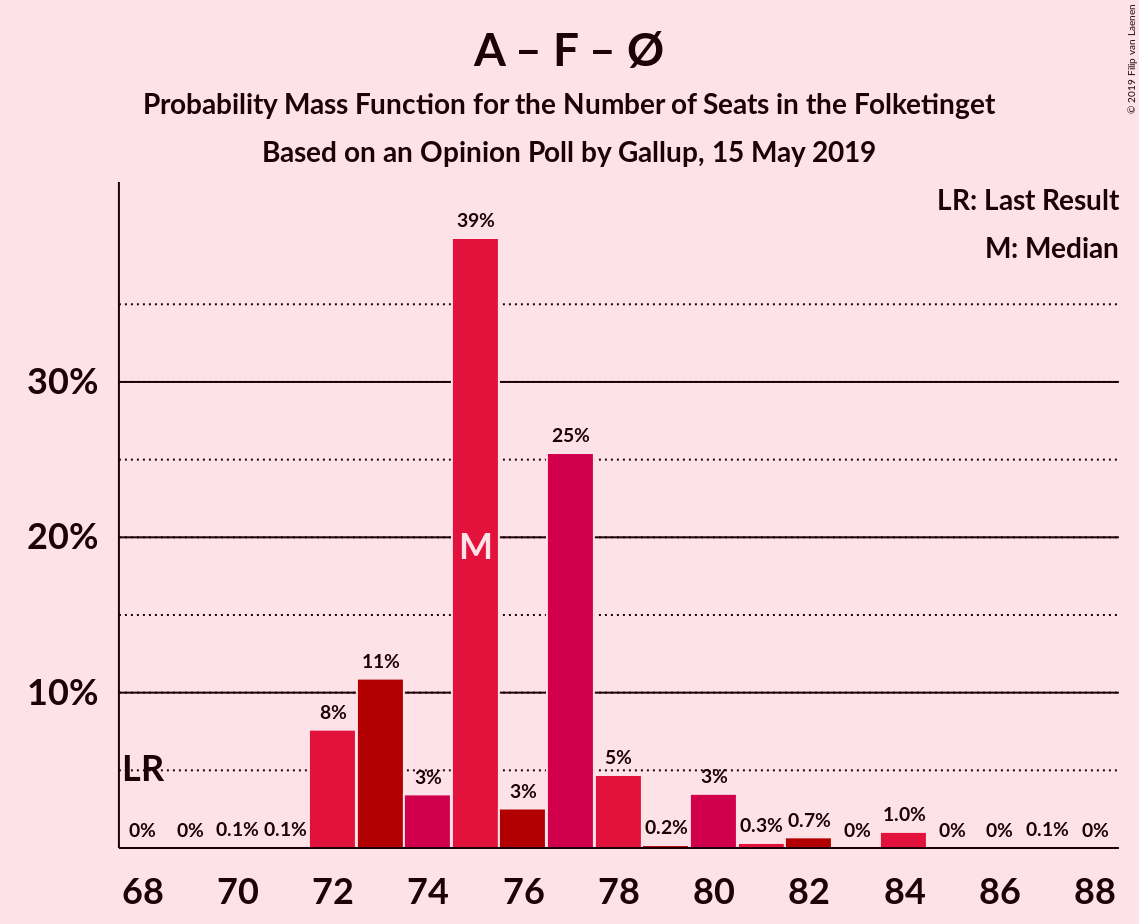 A – F – Ø
Probability Mass Function for the Number of Seats in the Folketinget
Based on an Opinion Poll by Gallup, 15 May 2019
© 2019 Filip van Laenen
LR: Last Result
M: Median
30%
20%
10%
LR
M
0%
0%
0.1%
0.1%
8%
11%
3%
39%
3%
25%
5%
0.2%
3%
0.3%
0.7%
0%
1.0%
0%
0%
0.1%
0%
68 70 72 74 76 78 80 82 84 86 88